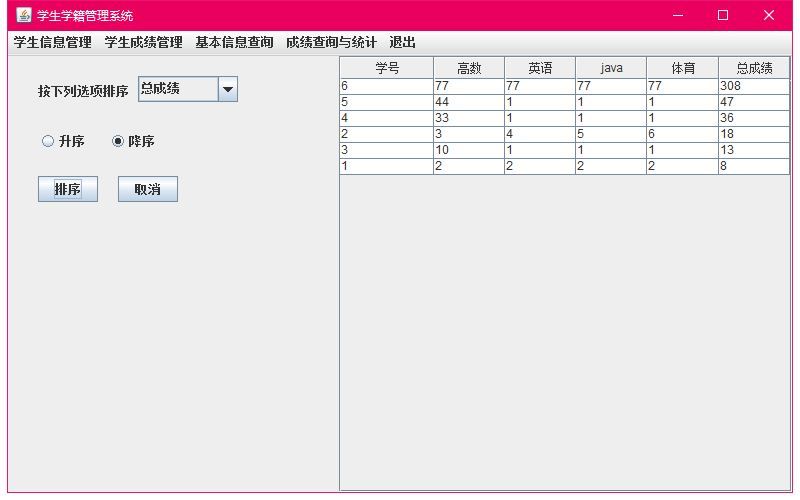 学生学籍管理系统
学生信息管理 学生成绩管理 基本信息查询 成绩查询与统计 退出
按下列选项排序 总成绩
升序 降序
排序 取消
学号 高数 英语 java 体育 总成绩
6 77 77 77 77 308
5 44 1 1 1 47
4 33 1 1 1 36
2 3 4 5 6 18
3 10 1 1 1 13
1 2 2 2 2 8